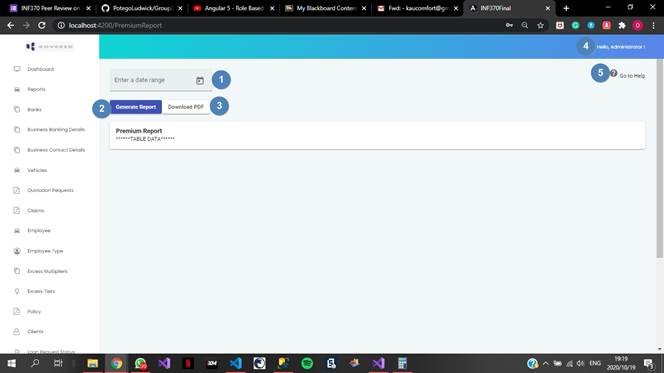 INF370 Peer Review on
PotegoLudwick/Group
Angular 5 - Role Based
My Blackboard Content
Fwd: - kaucomfort@gm
INF370Final
localhost:4200/PremiumReport
4 Hello, Administrator !
Dashboard
Enter a date range
1
5 Go to Help
Reports
Banks
2 Generate Report Download PDF 3
Business Banking Details
Premium Report
******TABLE DATA******
Business Contact Details
Vehicles
Quotation Requests
Claims
Employee
Employee Type
Excess Multipliers
Excess Tiers
Policy
Clients
Loan Request Status
ENG
19:19
2020/10/19